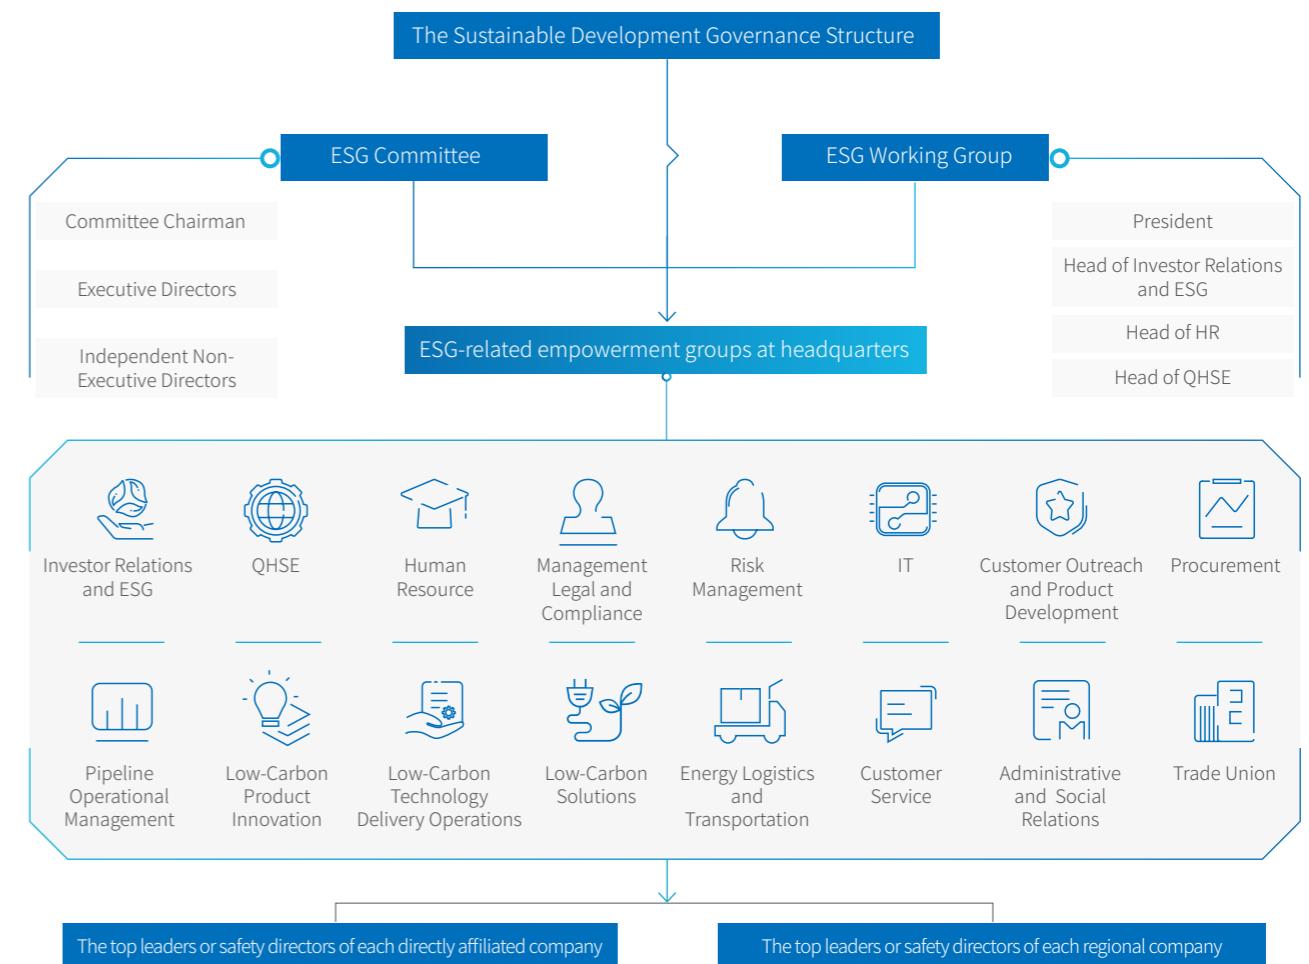 The Sustainable Development Governance Structure
ESG Committee
ESG Working Group
Committee Chairman
Executive Directors
Independent Non-
Executive Directors
President
Head of Investor Relations
and ESG
Head of HR
Head of QHSE
ESG-related empowerment groups at headquarters
Investor Relations
and ESG
QHSE
Human
Resource
Management
Legal and
Compliance
Risk
Management
IT
Customer Outreach
and Product
Development
Procurement
Pipeline
Operational
Management
Low-Carbon
Product
Innovation
Low-Carbon
Technology
Delivery Operations
Low-Carbon
Solutions
Energy Logistics
and
Transportation
Customer
Service
Administrative
and Social
Relations
Trade Union
The top leaders or safety directors of each directly affiliated company
The top leaders or safety directors of each regional company